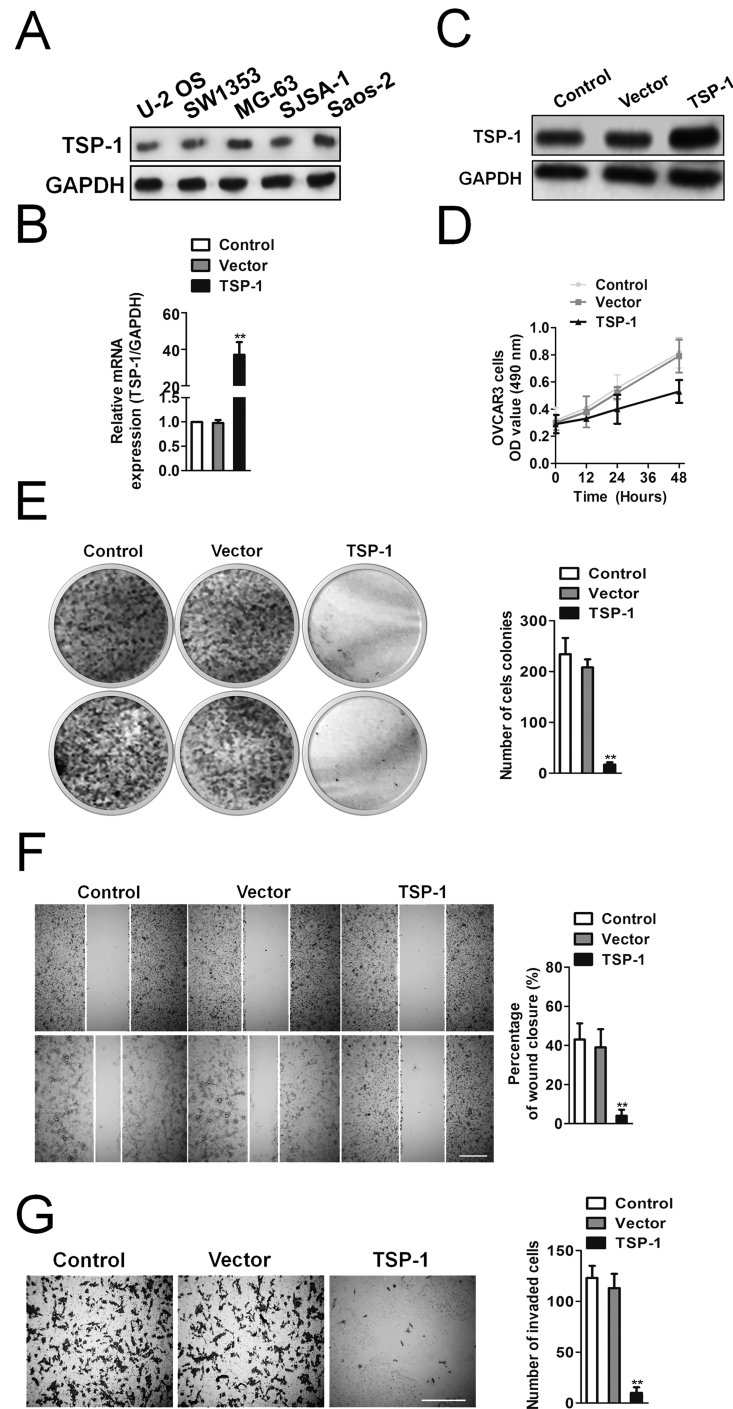 A
U-2 OS
SW1353
MG-63
SJSA-1
Saos-2
TSP-1
GAPDH
B
Control
Vector
TSP-1
Relative mRNA
expression (TSP-1/GAPDH)
60
40
20
1.5
1.0
0.5
0.0
**
C
Control
Vector
TSP-1
TSP-1
GAPDH
D
Control
Vector
TSP-1
OVCAR3 cells
OD value (490 nm)
1.0
0.8
0.6
0.4
0.2
0.0
0 12 24 36 48
Time (Hours)
E
Control Vector TSP-1
Control
Vector
TSP-1
Number of cels colonies
300
200
100
0
**
F
Control Vector TSP-1
Control
Vector
TSP-1
Percentage
of wound closure (%)
80
60
40
20
0
**
G
Control Vector TSP-1
Control
Vector
TSP-1
Number of invaded cells
150
100
50
0
**